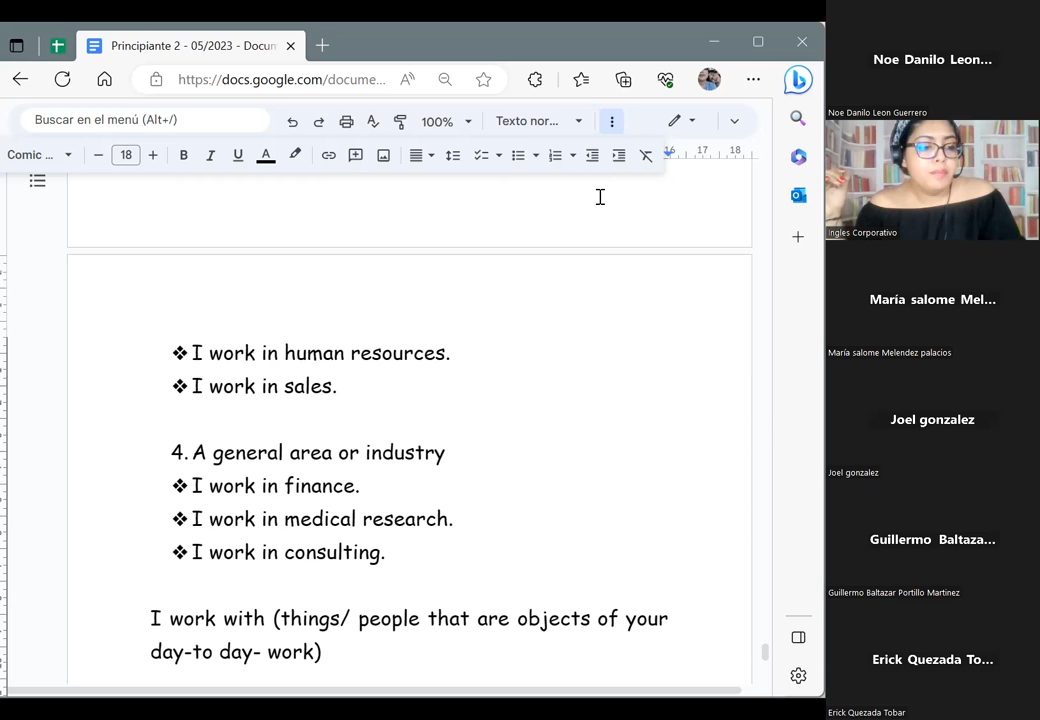 Principiante 2 - 05/2023 - Docum
https://docs.google.com/docume...
Buscar en el menú (Alt+/)
100%
Texto nor...
Comic ...
18
16 17 18
❖ I work in human resources.
❖ I work in sales.
4. A general area or industry
❖ I work in finance.
❖ I work in medical research.
❖ I work in consulting.
I work with (things/ people that are objects of your
day-to day- work)
Noe Danilo Leon...
Noe Danilo Leon Guerrero
Ingles Corporativo
María salome Mel...
María salome Melendez palacios
Joel gonzalez
Joel gonzalez
Guillermo Baltaza...
Guillermo Baltazar Portillo Martinez
Erick Quezada To...
Erick Quezada Tobar